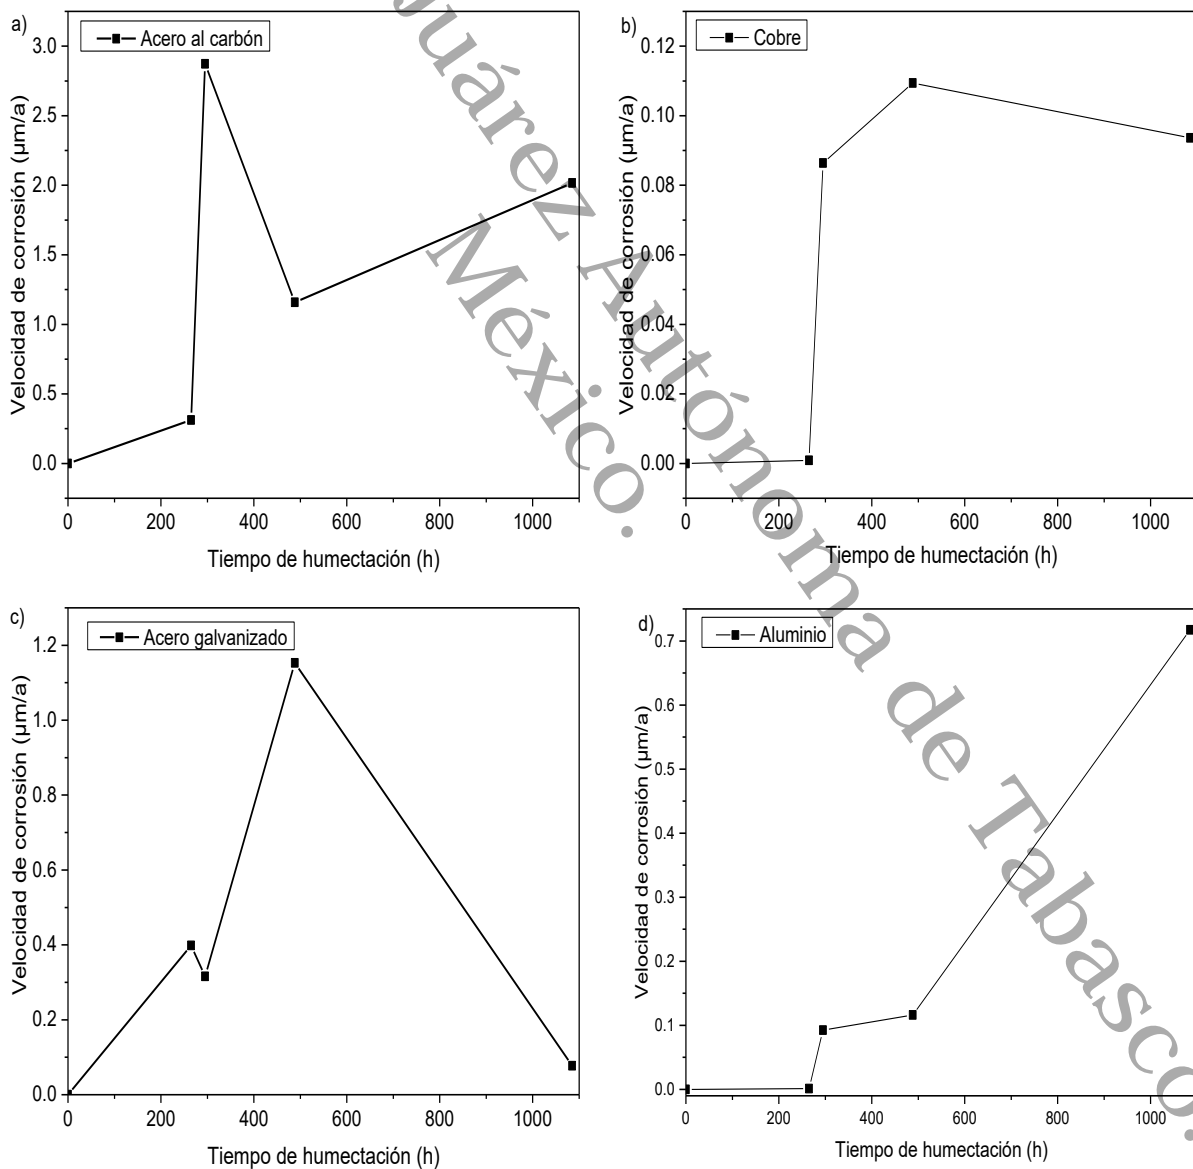 a)
Acero al carbón
3.0
2.5
2.0
1.5
1.0
0.5
0.0
Velocidad de corrosión (µm/a)
0 200 400 600 800 1000
Tiempo de humectación (h)
b)
Cobre
0.12
0.10
0.08
0.06
0.04
0.02
0.00
Velocidad de corrosión (µm/a)
0 200 400 600 800 1000
Tiempo de humectación (h)
c)
Acero galvanizado
1.2
1.0
0.8
0.6
0.4
0.2
0.0
Velocidad de corrosión (µm/a)
0 200 400 600 800 1000
Tiempo de humectación (h)
d)
Aluminio
0.7
0.6
0.5
0.4
0.3
0.2
0.1
0.0
Velocidad de corrosión (µm/a)
0 200 400 600 800 1000
Tiempo de humectación (h)
Juárez Autónoma de Tabasco.
México.